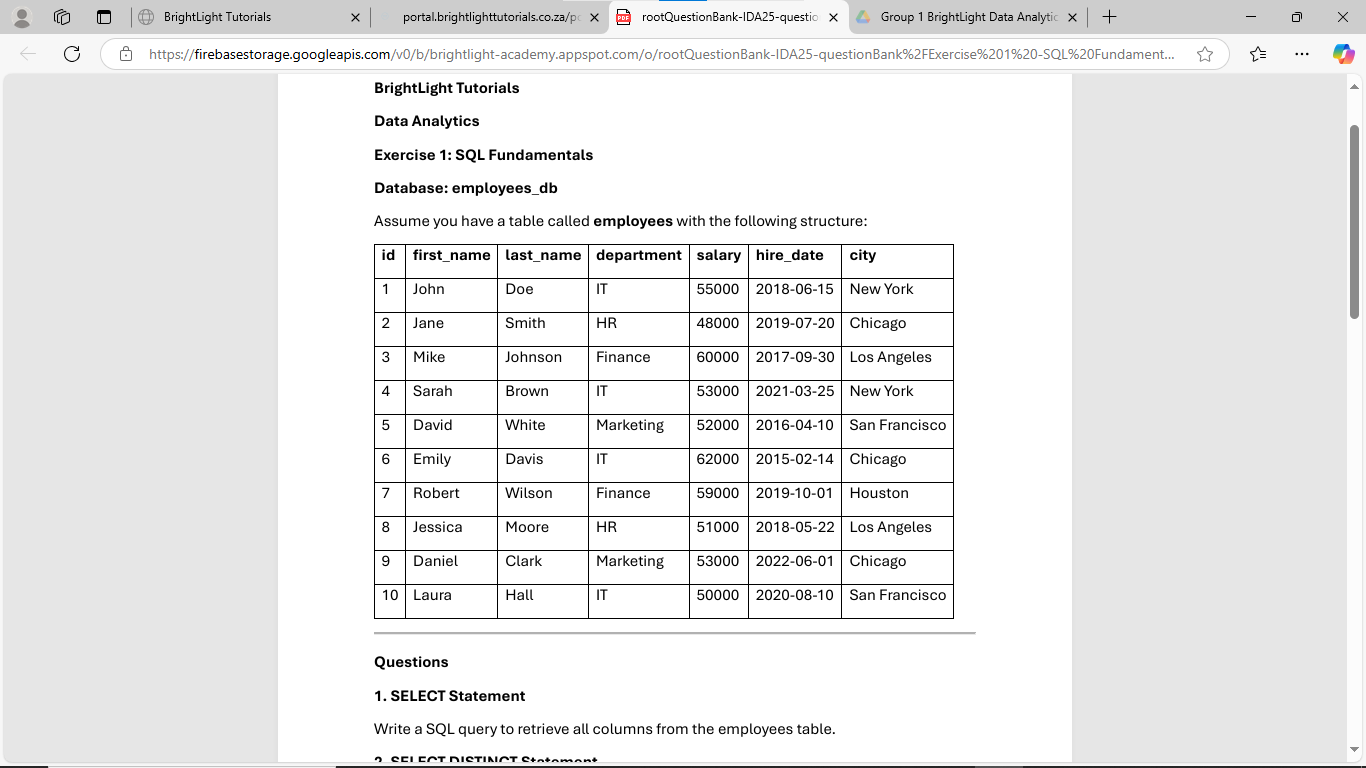 BrightLight Tutorials
portal.brightlighttutorials.co.za/p
rootQuestionBank-IDA25-questio
Group 1 BrightLight Data Analytic
https://firebasestorage.googleapis.com/v0/b/brightlight-academy.appspot.com/o/rootQuestionBank-IDA25-questionBank%2FExercise%201%20-SQL%20Fundament...
BrightLight Tutorials
Data Analytics
Exercise 1: SQL Fundamentals
Database: employees_db
Assume you have a table called employees with the following structure:
id first_name last_name department salary hire_date city
1 John Doe IT 55000 2018-06-15 New York
2 Jane Smith HR 48000 2019-07-20 Chicago
3 Mike Johnson Finance 60000 2017-09-30 Los Angeles
4 Sarah Brown IT 53000 2021-03-25 New York
5 David White Marketing 52000 2016-04-10 San Francisco
6 Emily Davis IT 62000 2015-02-14 Chicago
7 Robert Wilson Finance 59000 2019-10-01 Houston
8 Jessica Moore HR 51000 2018-05-22 Los Angeles
9 Daniel Clark Marketing 53000 2022-06-01 Chicago
10 Laura Hall IT 50000 2020-08-10 San Francisco
Questions
1. SELECT Statement
Write a SQL query to retrieve all columns from the employees table.
2. SELECT DISTINCT Statement